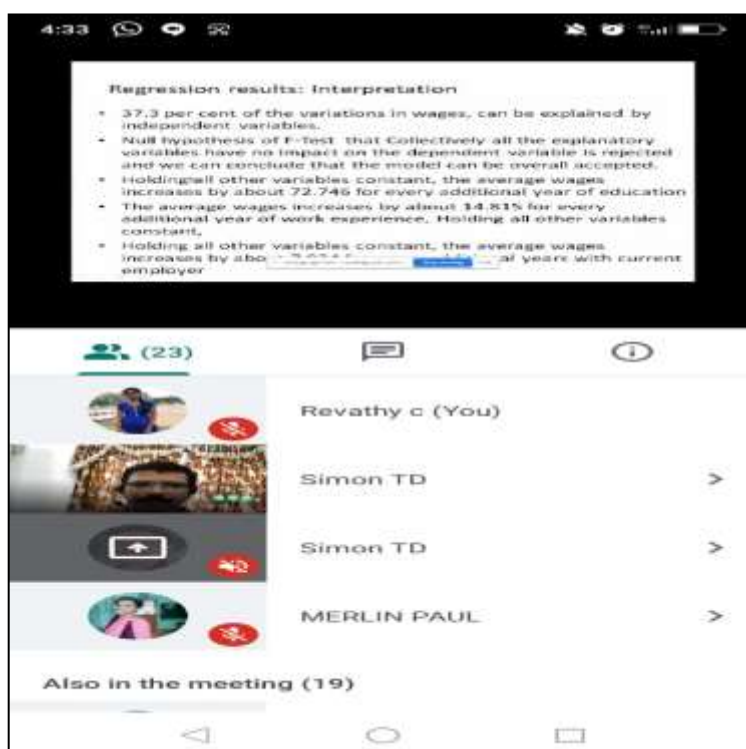 4:33
Regression results: Interpretation
• 37.3 per cent of the variations in wages, can be explained by
independent variables.
• Null hypothesis of F-Test that Collectively all the explanatory
variables have no impact on the dependent variable is rejected
and we can conclude that the model can be overall accepted.
• Holding all other variables constant, the average wages
increases by about 72.746 for every additional year of education
• The average wages increases by about 14.815 for every
additional year of work experience, Holding all other variables
constant,
• Holding all other variables constant, the average wages
increases by al years with current
employer
(23)
Revathy c (You)
Simon TD
Simon TD
MERLIN PAUL
Also in the meeting (19)